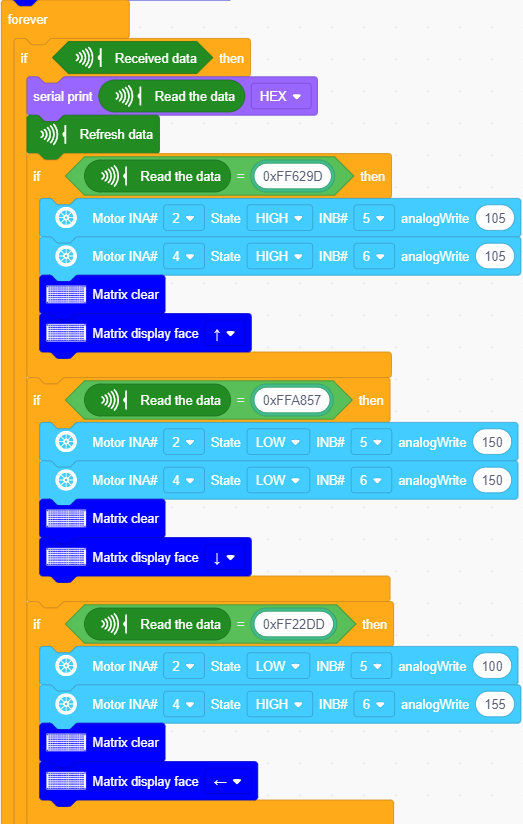 forever
if Received data then
serial print Read the data HEX
Refresh data
if Read the data = 0xFF629D then
Motor INA# 2 State HIGH INB# 5 analogWrite 105
Motor INA# 4 State HIGH INB# 6 analogWrite 105
Matrix clear
Matrix display face ↑
if Read the data = 0xFFA857 then
Motor INA# 2 State LOW INB# 5 analogWrite 150
Motor INA# 4 State LOW INB# 6 analogWrite 150
Matrix clear
Matrix display face ↓
if Read the data = 0xFF22DD then
Motor INA# 2 State LOW INB# 5 analogWrite 100
Motor INA# 4 State HIGH INB# 6 analogWrite 155
Matrix clear
Matrix display face ←